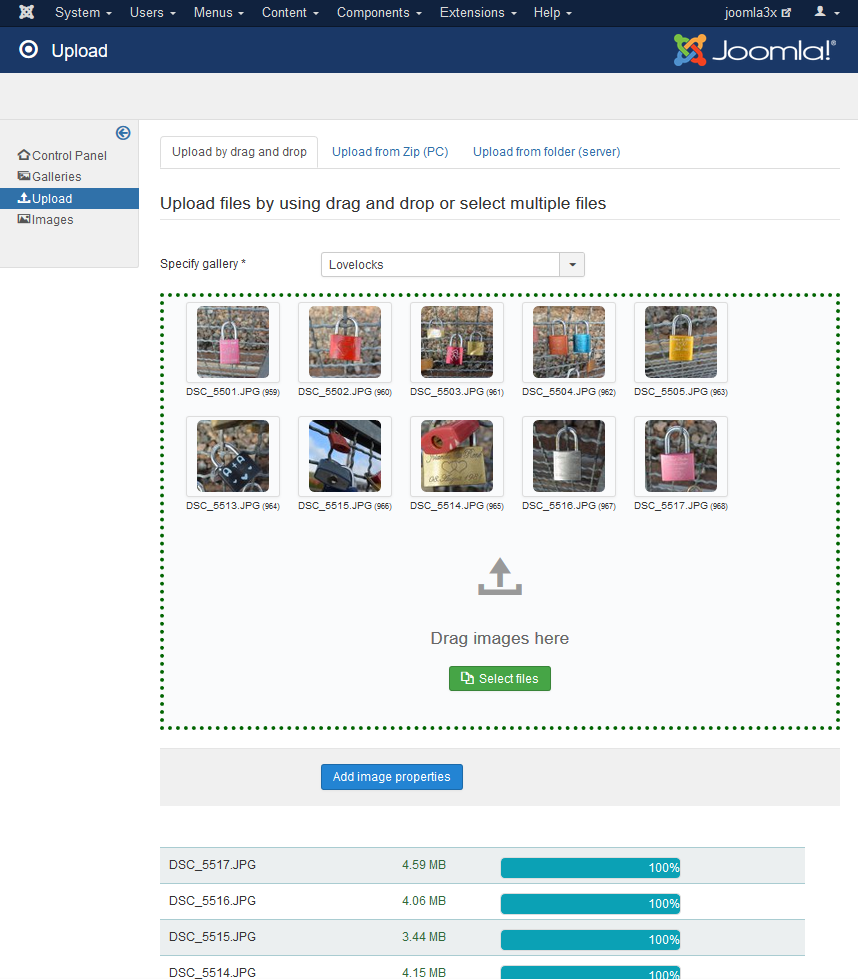 System Users Menus Content Components Extensions Help joomla3x
Upload Joomla!®
Control Panel
Galleries
Upload
Images
Upload by drag and drop Upload from Zip (PC) Upload from folder (server)
Upload files by using drag and drop or select multiple files
Specify gallery * Lovelocks
DSC_5501.JPG (959) DSC_5502.JPG (960) DSC_5503.JPG (961) DSC_5504.JPG (962) DSC_5505.JPG (963)
A+A
DSC_5513.JPG (964) DSC_5515.JPG (966) DSC_5514.JPG (965) DSC_5516.JPG (967) DSC_5517.JPG (968)
Drag images here
Select files
Add image properties
DSC_5517.JPG 4.59 MB 100%
DSC_5516.JPG 4.06 MB 100%
DSC_5515.JPG 3.44 MB 100%
DSC_5514.JPG 4.15 MB 100%